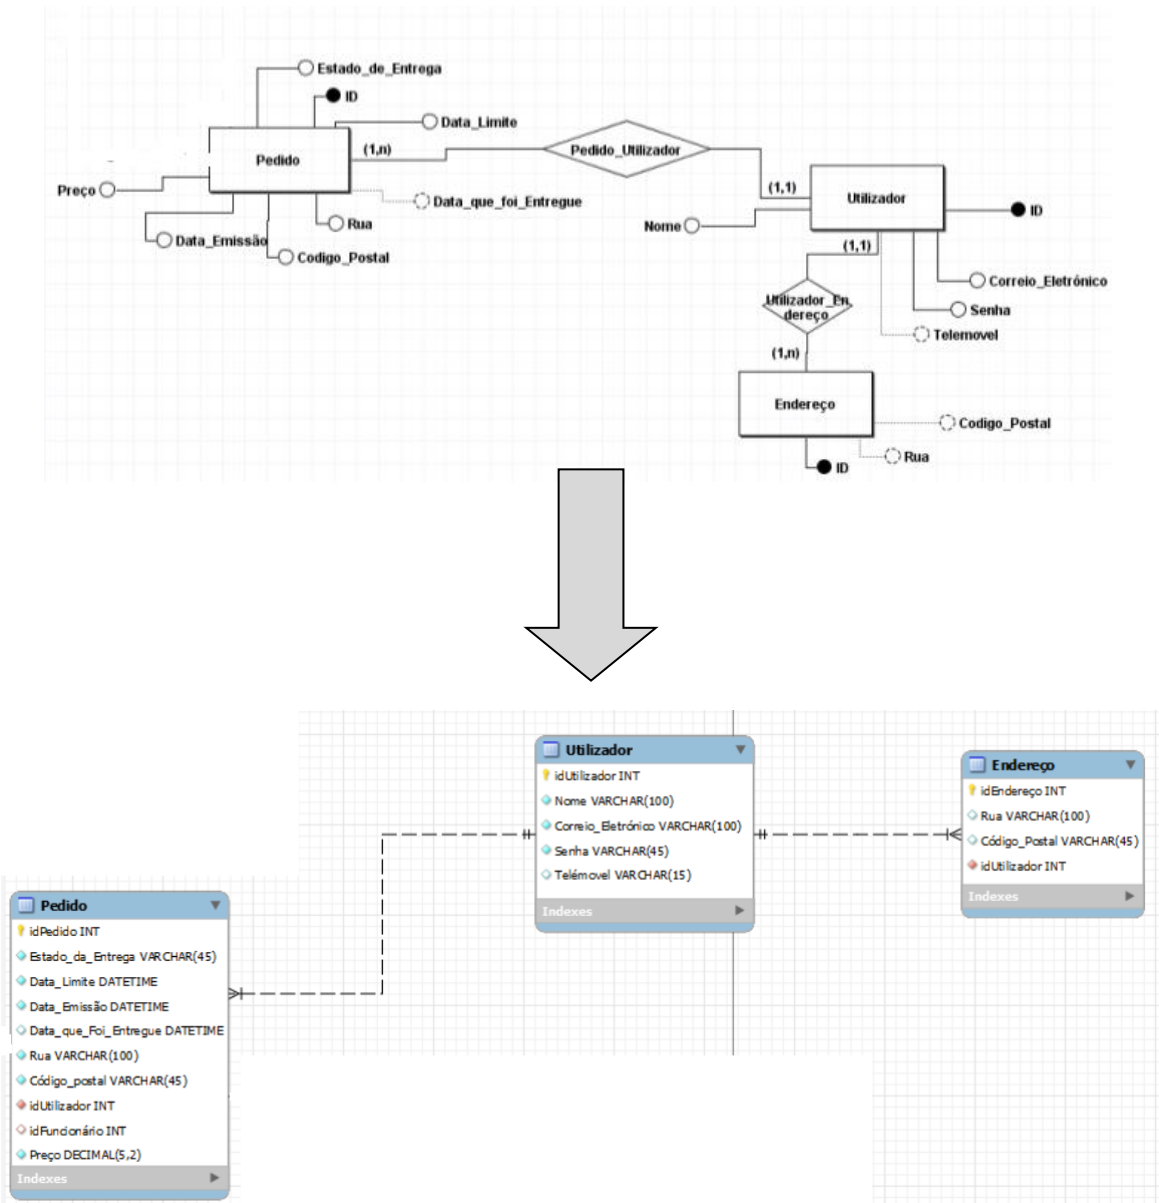 Estado_de_Entrega
ID
Data_Limite
(1,n)
Pedido_Utilizador
Pedido
Preço
Data_que_foi_Entregue
(1,1)
Utilizador
ID
Rua
Nome
Data_Emissão
Codigo_Postal
(1,1)
Correio_Eletrónico
Utilizador_En
dereço
Senha
Telemovel
(1,n)
Endereço
Codigo_Postal
Rua
ID
Utilizador
idUtilizador INT
Nome VARCHAR(100)
Correio_Eletrónico VARCHAR(100)
Senha VARCHAR(45)
Telémovel VARCHAR(15)
Indexes
Endereço
idEndereço INT
Rua VARCHAR(100)
Código_Postal VARCHAR(45)
idUtilizador INT
Indexes
Pedido
idPedido INT
Estado_da_Entrega VARCHAR(45)
Data_Limite DATETIME
Data_Emissão DATETIME
Data_que_Foi_Entregue DATETIME
Rua VARCHAR(100)
Código_postal VARCHAR(45)
idUtilizador INT
idFuncionário INT
Preço DECIMAL(5,2)
Indexes